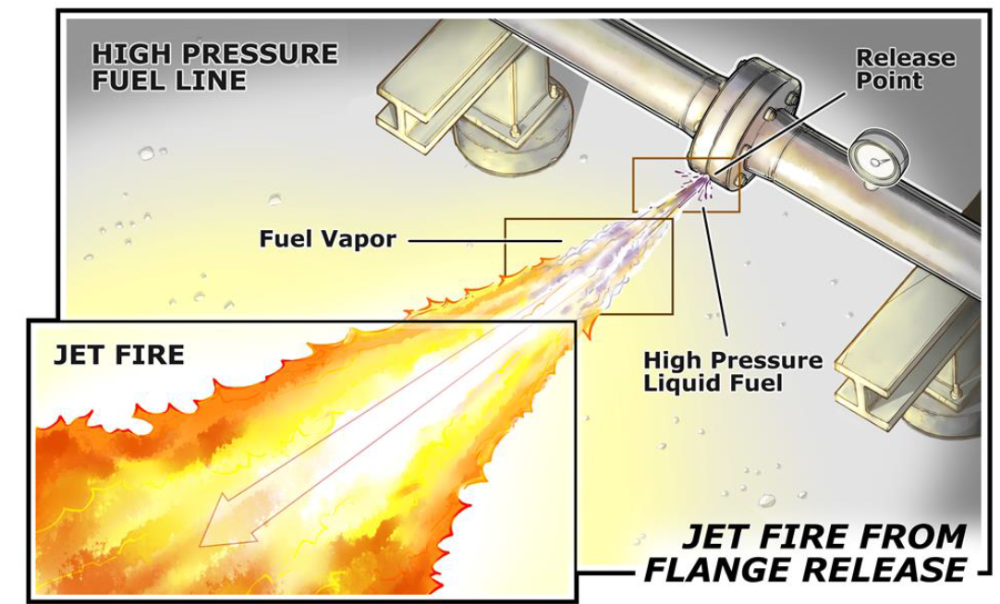 HIGH PRESSURE
FUEL LINE
Release
Point
Fuel Vapor
High Pressure
Liquid Fuel
JET FIRE
JET FIRE FROM
FLANGE RELEASE